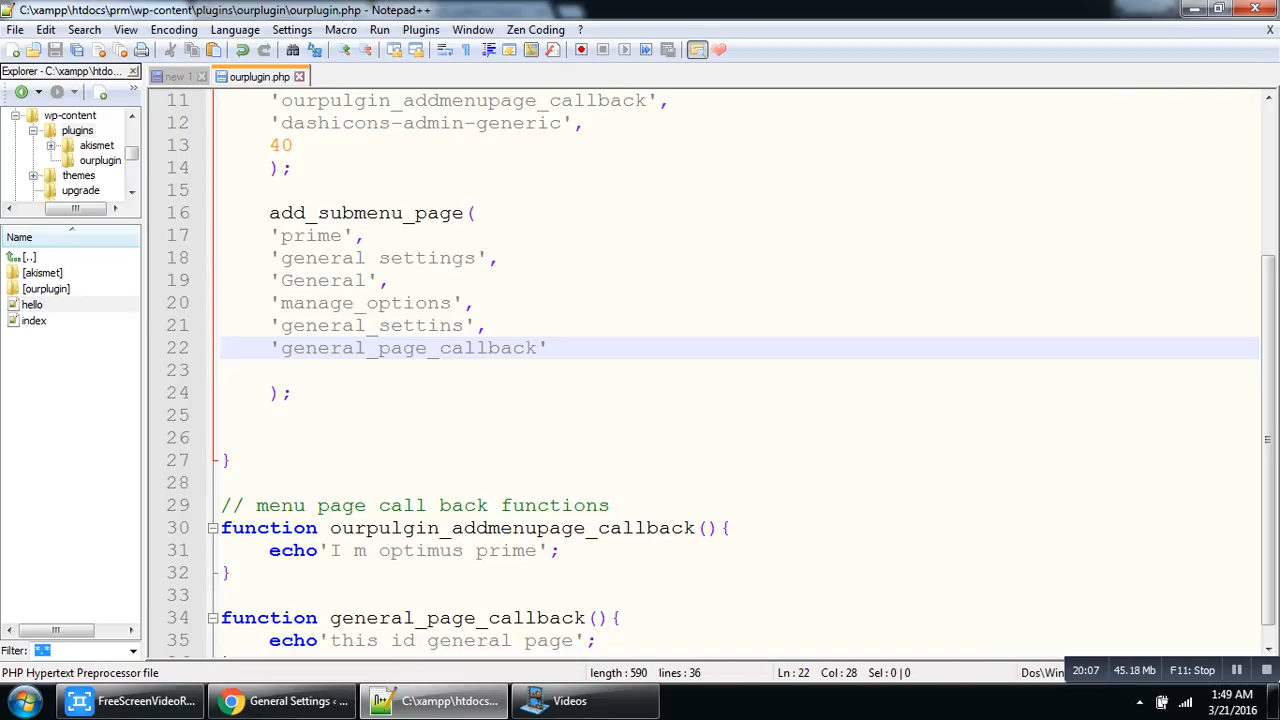 C:\xampp\htdocs\prm\wp-content\plugins\ourplugin\ourplugin.php - Notepad++
File Edit Search View Encoding Language Settings Macro Run Plugins Window Zen Coding ? X
Explorer - C:\xampp\htdo...
new 1 ourplugin.php
wp-content
plugins
akismet
ourplugin
themes
upgrade
Name
[..]
[akismet]
[ourplugin]
hello
index
Filter: *.*
11 'ourpulgin_addmenupage_callback',
12 'dashicons-admin-generic',
13 40
14 );
15
16 add_submenu_page(
17 'prime',
18 'general settings',
19 'General',
20 'manage_options',
21 'general_settins',
22 'general_page_callback'
23
24 );
25
26
27 }
28
29 // menu page call back functions
30 function ourpulgin_addmenupage_callback(){
31 echo'I m optimus prime';
32 }
33
34 function general_page_callback(){
35 echo'this id general page';
PHP Hypertext Preprocessor file length : 590 lines : 36 Ln : 22 Col : 28 Sel : 0 | 0 Dos\Win
20:07 45.18 Mb F11: Stop
FreeScreenVideoR... General Settings ‹ ... C:\xampp\htdocs... Videos
1:49 AM
3/21/2016